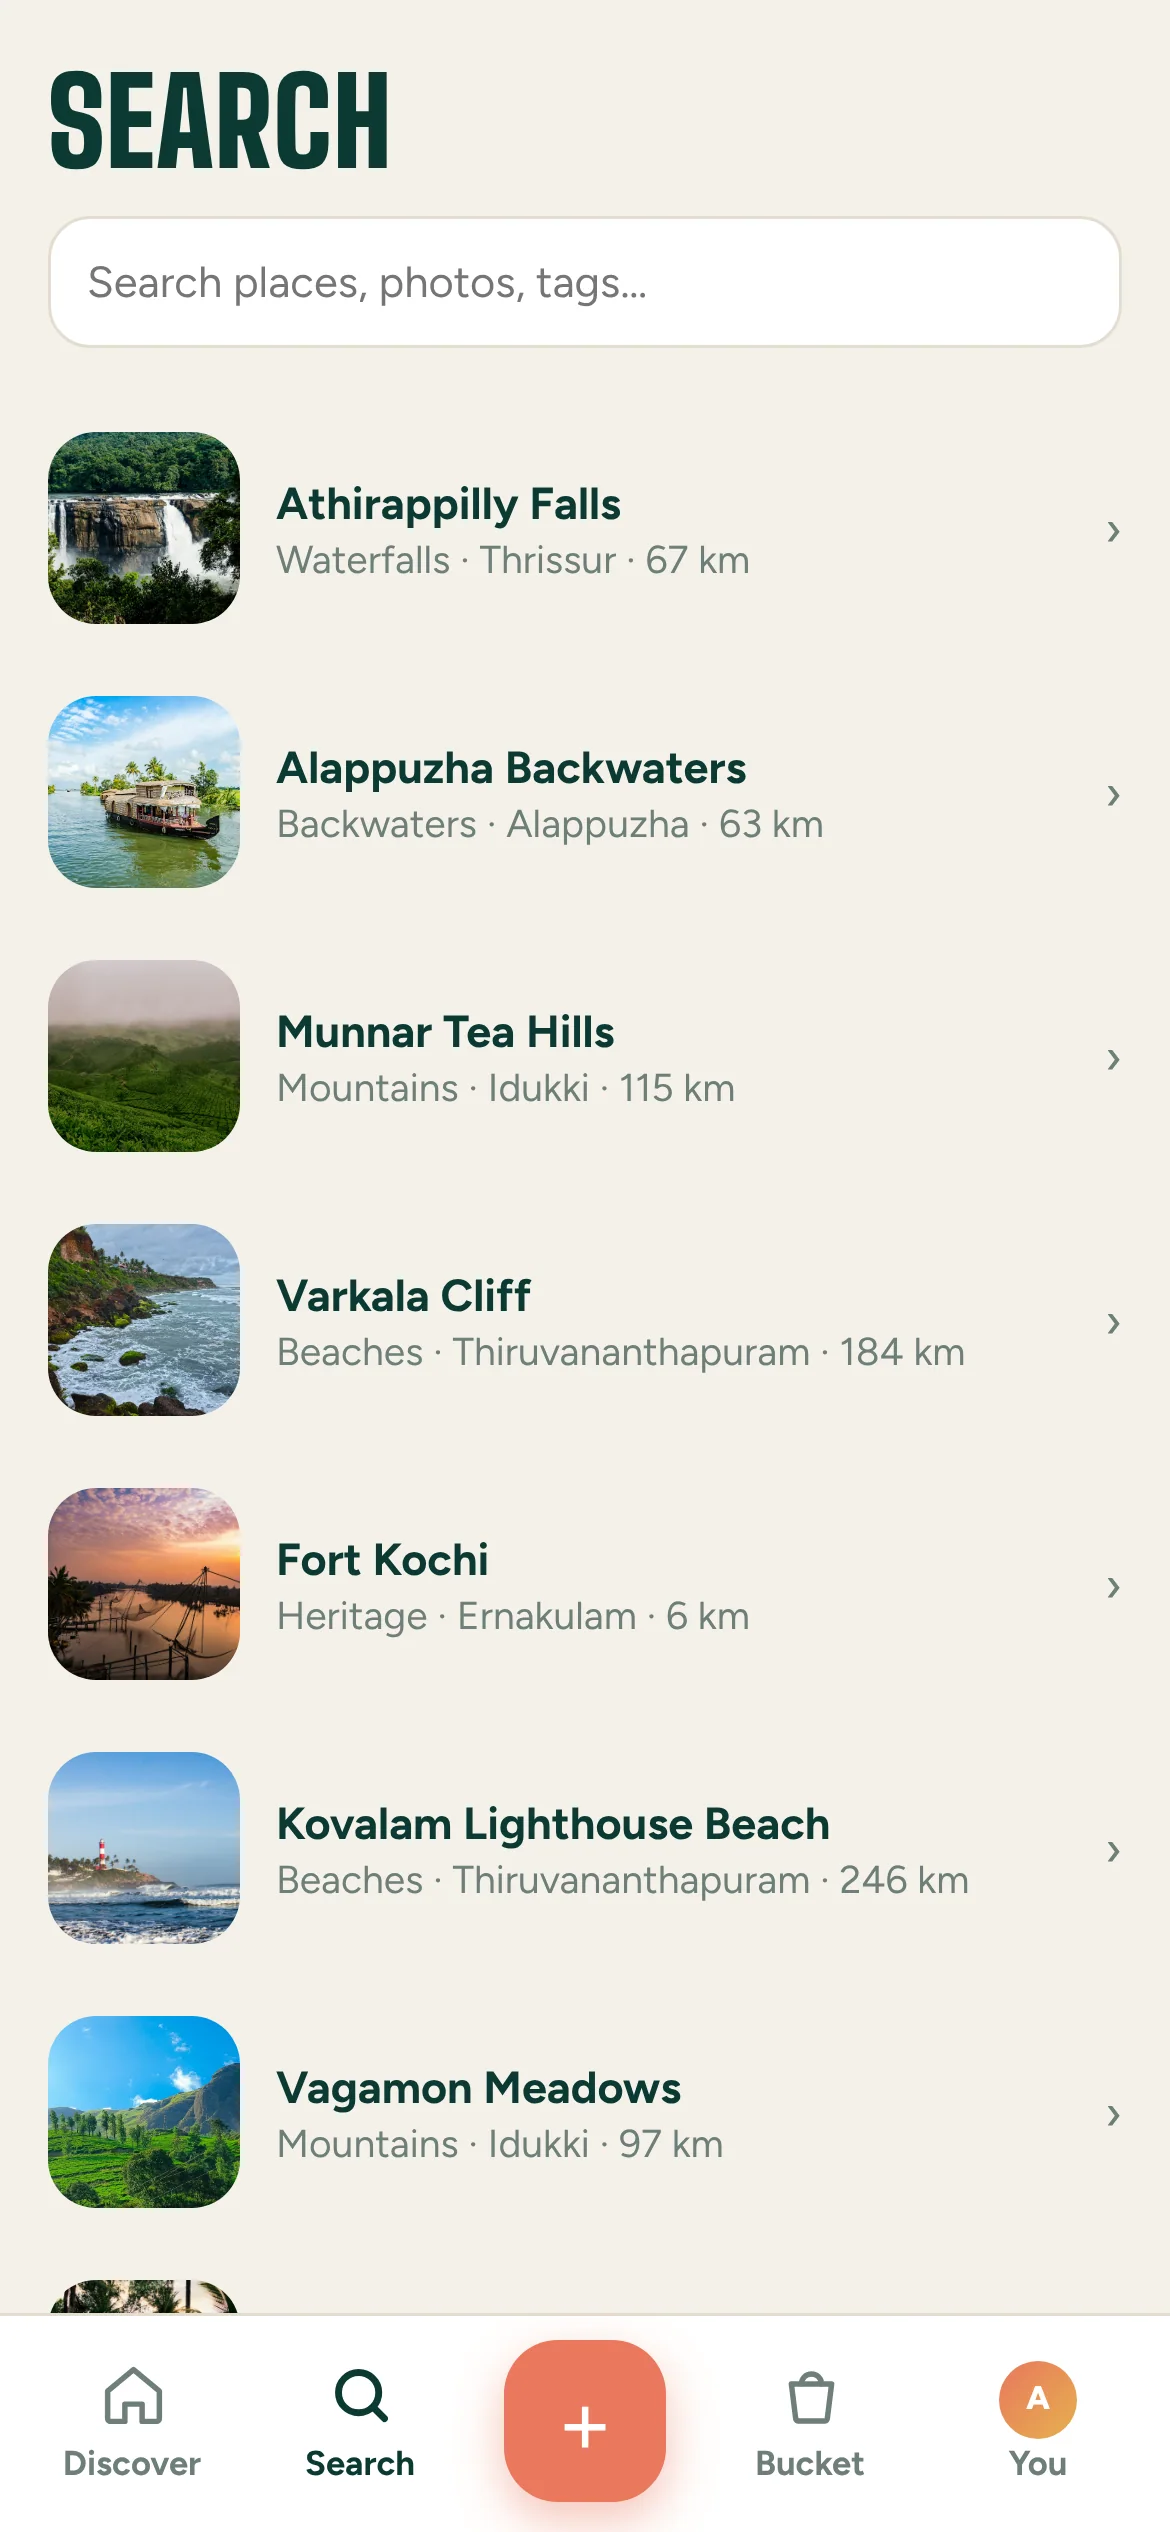 SEARCH
Search places, photos, tags...
Athirappilly Falls
Waterfalls · Thrissur · 67 km
›
Alappuzha Backwaters
Backwaters · Alappuzha · 63 km
›
Munnar Tea Hills
Mountains · Idukki · 115 km
›
Varkala Cliff
Beaches · Thiruvananthapuram · 184 km
›
Fort Kochi
Heritage · Ernakulam · 6 km
›
Kovalam Lighthouse Beach
Beaches · Thiruvananthapuram · 246 km
›
Vagamon Meadows
Mountains · Idukki · 97 km
›
+
A
Discover Search Bucket You